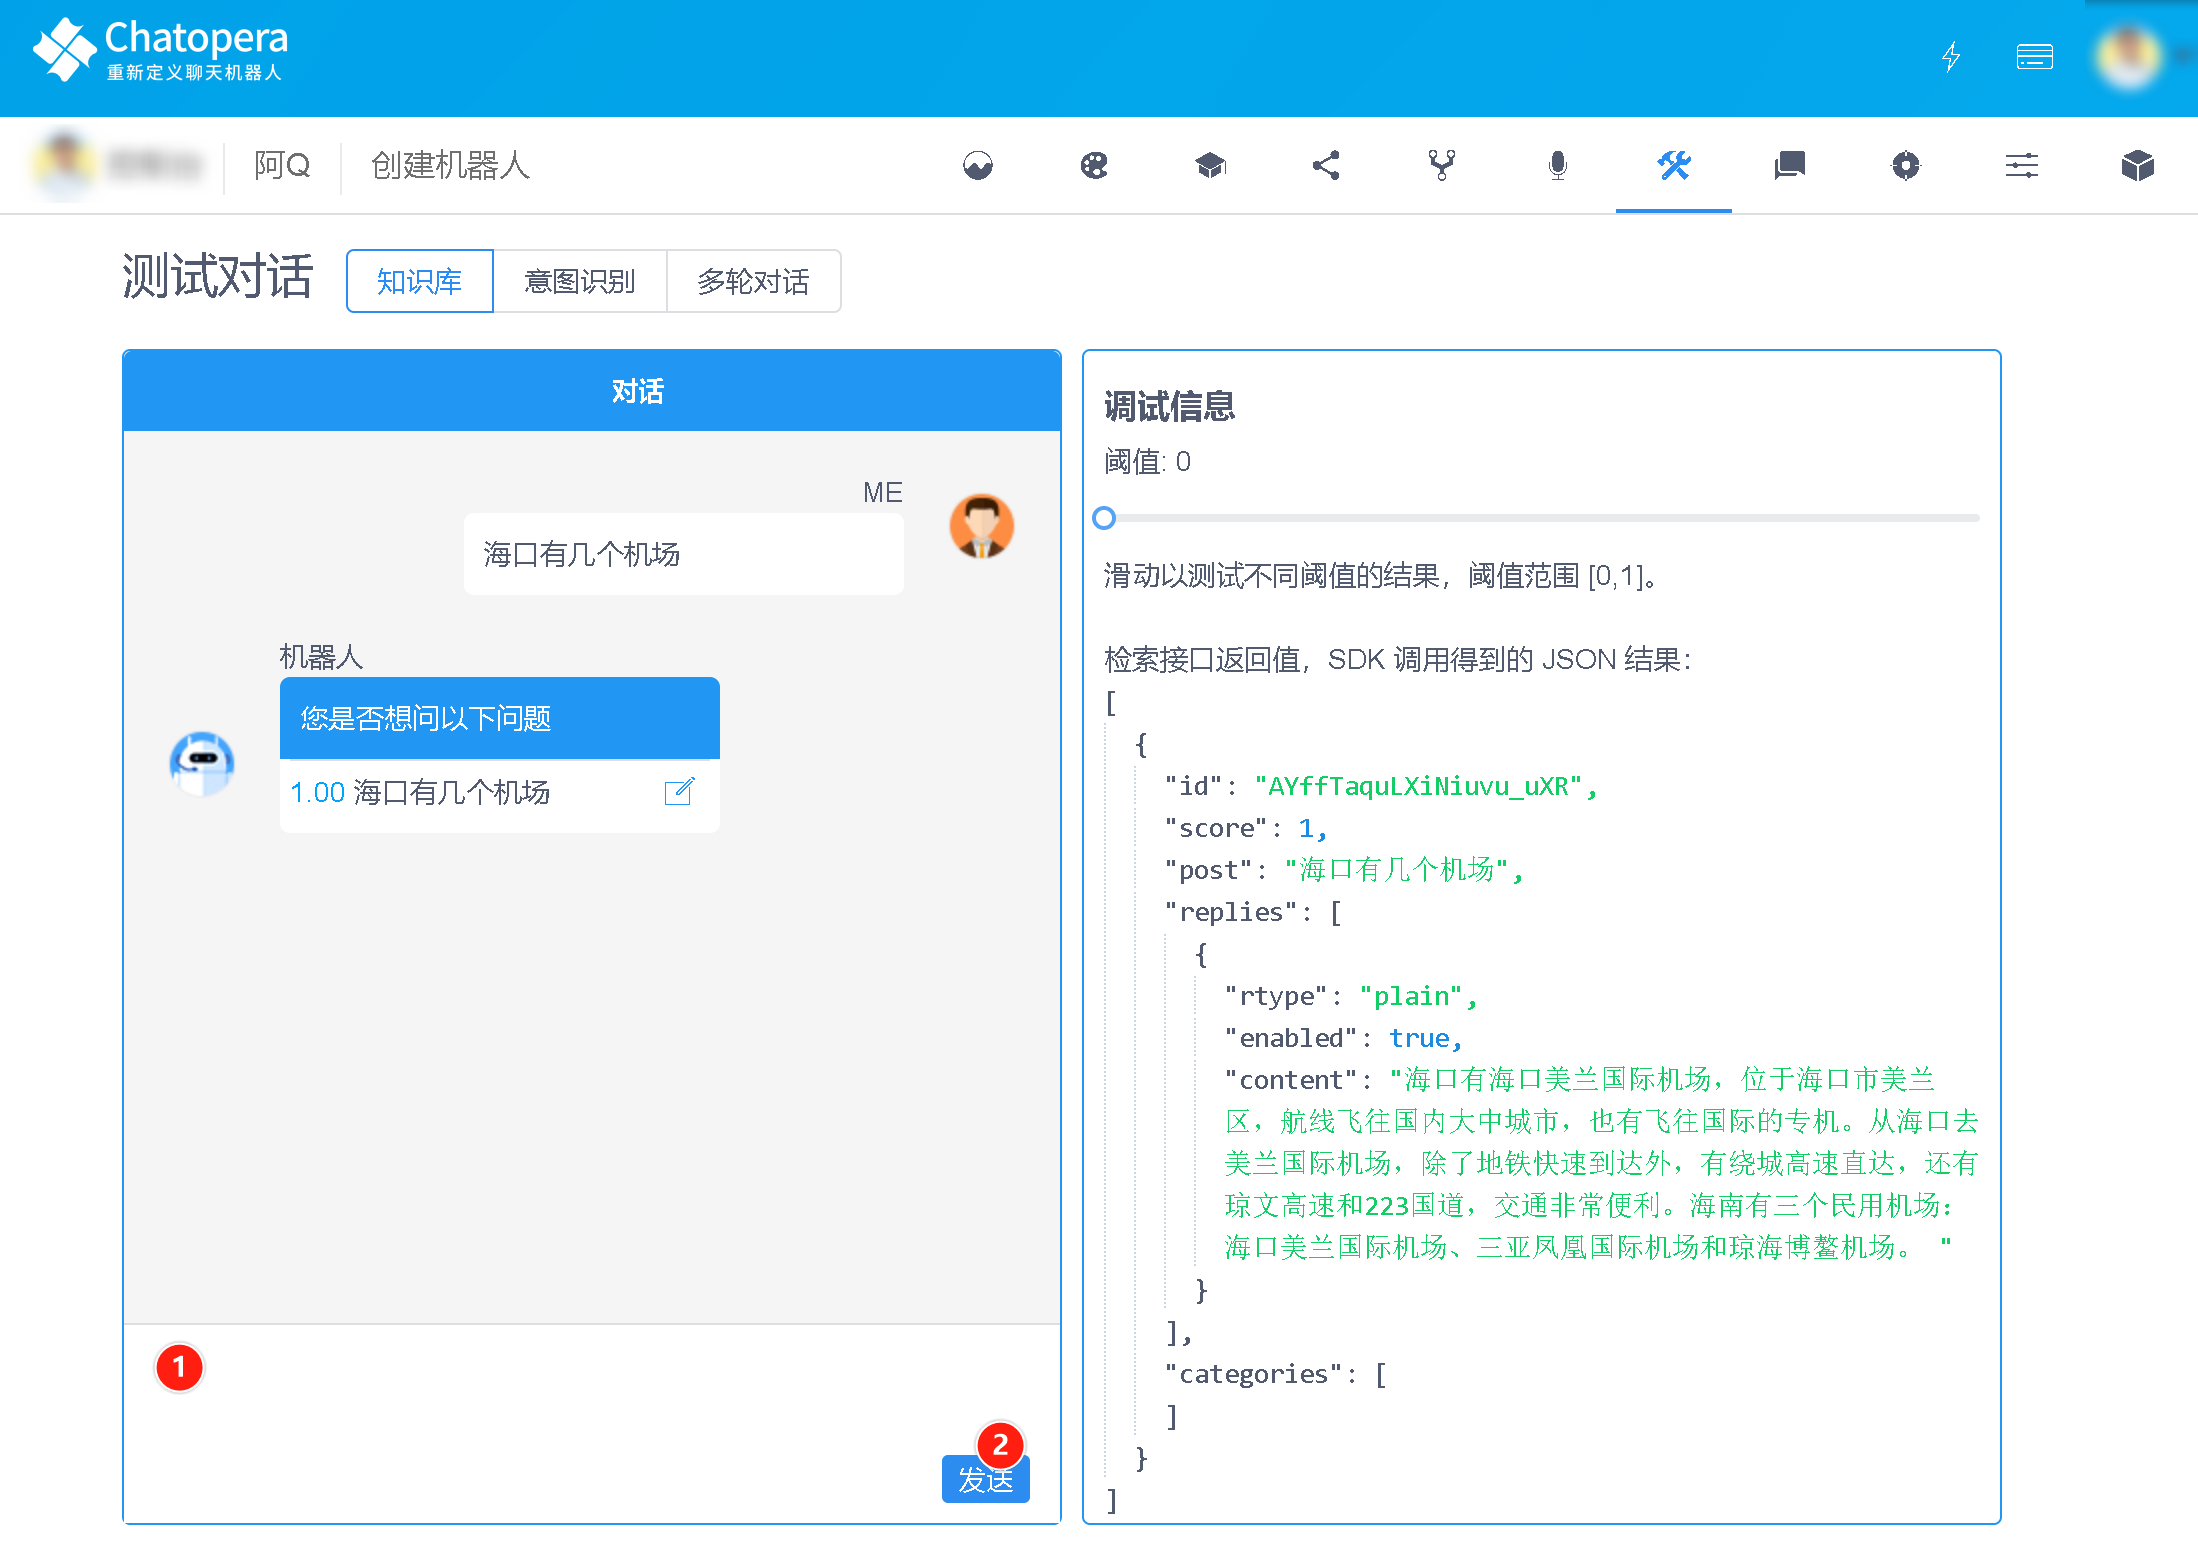 Chatopera
重新定义聊天机器人
阿Q
创建机器人
测试对话
知识库
意图识别
多轮对话
对话
ME
海口有几个机场
机器人
您是否想问以下问题
1.00 海口有几个机场
1
2
发送
调试信息
阈值: 0
滑动以测试不同阈值的结果，阈值范围 [0,1]。
检索接口返回值，SDK 调用得到的 JSON 结果：
[
{
"id": "AYffTaquLXiNiuvu_uXR",
"score": 1,
"post": "海口有几个机场",
"replies": [
{
"rtype": "plain",
"enabled": true,
"content": "海口有海口美兰国际机场，位于海口市美兰
区，航线飞往国内大中城市，也有飞往国际的专机。从海口去
美兰国际机场，除了地铁快速到达外，有绕城高速直达，还有
琼文高速和223国道，交通非常便利。海南有三个民用机场：
海口美兰国际机场、三亚凤凰国际机场和琼海博鳌机场。 "
}
],
"categories": [
]
}
]